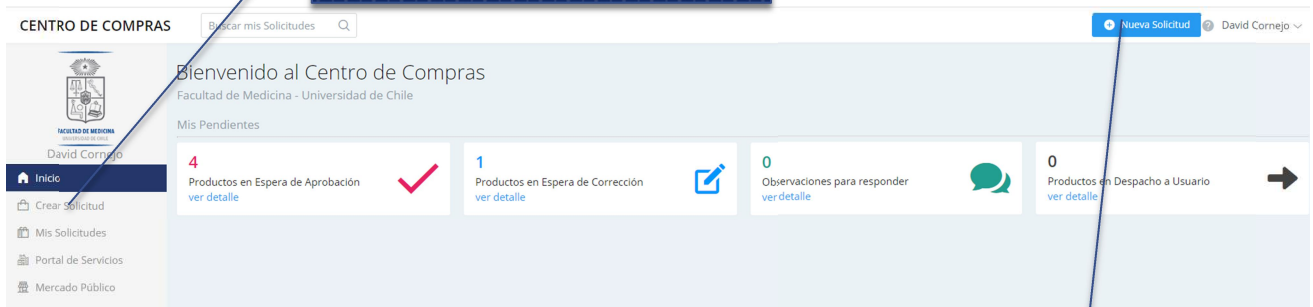 CENTRO DE COMPRAS
Buscar mis Solicitudes
Nueva Solicitud
David Cornejo
FACULTAD DE MEDICINA
UNIVERSIDAD DE CHILE
David Cornejo
Inicio
Crear Solicitud
Mis Solicitudes
Portal de Servicios
Mercado Público
Bienvenido al Centro de Compras
Facultad de Medicina - Universidad de Chile
Mis Pendientes
4
Productos en Espera de Aprobación
ver detalle
1
Productos en Espera de Corrección
ver detalle
0
Observaciones para responder
ver detalle
0
Productos en Despacho a Usuario
ver detalle